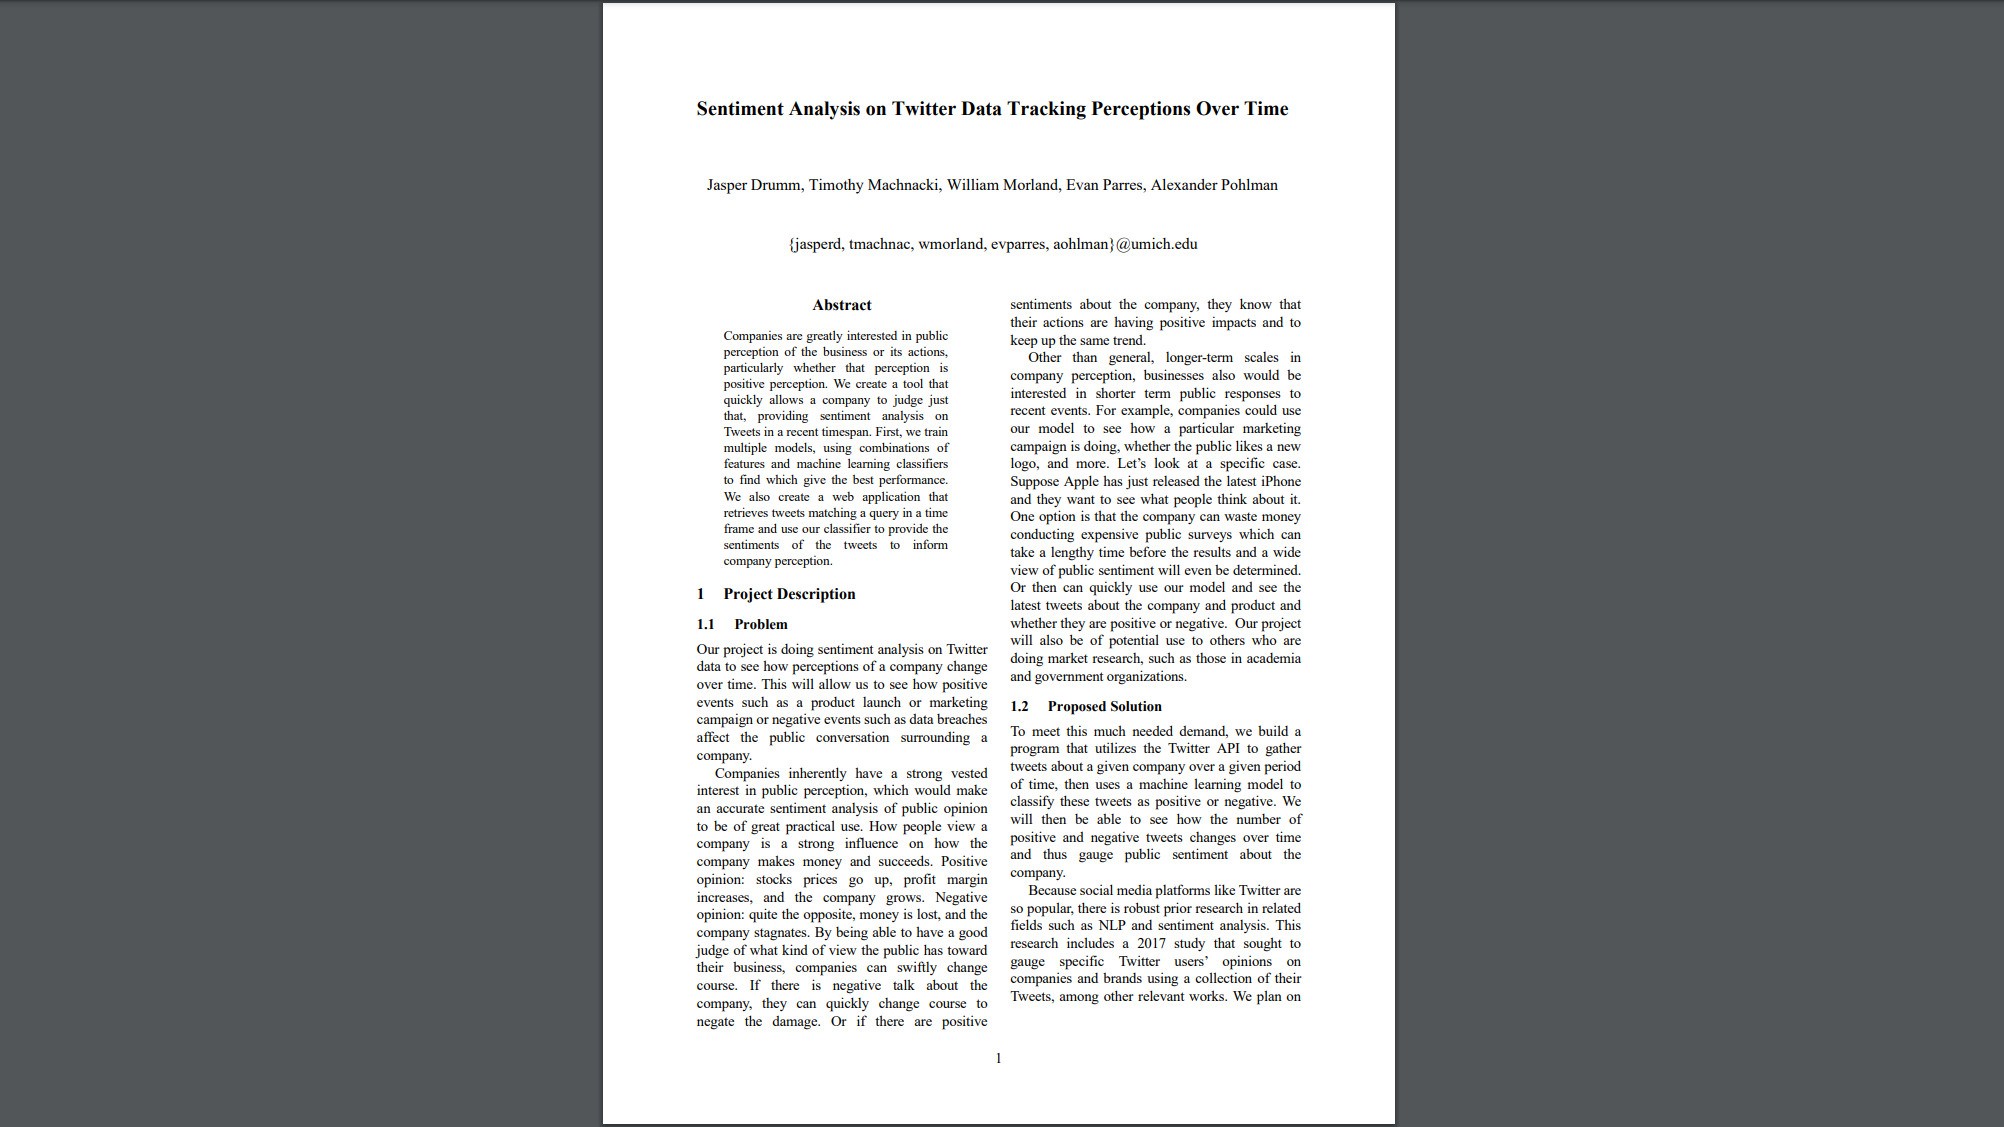 Sentiment Analysis on Twitter Data Tracking Perceptions Over Time
Jasper Drumm, Timothy Machnacki, William Morland, Evan Parres, Alexander Pohlman
{jasperd, tmachnac, wmorland, evparres, aohlman}@umich.edu
Abstract
Companies are greatly interested in public
perception of the business or its actions,
particularly whether that perception is
positive perception. We create a tool that
quickly allows a company to judge just
that, providing sentiment analysis on
Tweets in a recent timespan. First, we train
multiple models, using combinations of
features and machine learning classifiers
to find which give the best performance.
We also create a web application that
retrieves tweets matching a query in a time
frame and use our classifier to provide the
sentiments of the tweets to inform
company perception.
1 Project Description
1.1 Problem
Our project is doing sentiment analysis on Twitter
data to see how perceptions of a company change
over time. This will allow us to see how positive
events such as a product launch or marketing
campaign or negative events such as data breaches
affect the public conversation surrounding a
company.
Companies inherently have a strong vested
interest in public perception, which would make
an accurate sentiment analysis of public opinion
to be of great practical use. How people view a
company is a strong influence on how the
company makes money and succeeds. Positive
opinion: stocks prices go up, profit margin
increases, and the company grows. Negative
opinion: quite the opposite, money is lost, and the
company stagnates. By being able to have a good
judge of what kind of view the public has toward
their business, companies can swiftly change
course. If there is negative talk about the
company, they can quickly change course to
negate the damage. Or if there are positive
sentiments about the company, they know that
their actions are having positive impacts and to
keep up the same trend.
Other than general, longer-term scales in
company perception, businesses also would be
interested in shorter term public responses to
recent events. For example, companies could use
our model to see how a particular marketing
campaign is doing, whether the public likes a new
logo, and more. Let's look at a specific case.
Suppose Apple has just released the latest iPhone
and they want to see what people think about it.
One option is that the company can waste money
conducting expensive public surveys which can
take a lengthy time before the results and a wide
view of public sentiment will even be determined.
Or then can quickly use our model and see the
latest tweets about the company and product and
whether they are positive or negative. Our project
will also be of potential use to others who are
doing market research, such as those in academia
and government organizations.
1.2 Proposed Solution
To meet this much needed demand, we build a
program that utilizes the Twitter API to gather
tweets about a given company over a given period
of time, then uses a machine learning model to
classify these tweets as positive or negative. We
will then be able to see how the number of
positive and negative tweets changes over time
and thus gauge public sentiment about the
company.
Because social media platforms like Twitter are
so popular, there is robust prior research in related
fields such as NLP and sentiment analysis. This
research includes a 2017 study that sought to
gauge specific Twitter users' opinions on
companies and brands using a collection of their
Tweets, among other relevant works. We plan on
1